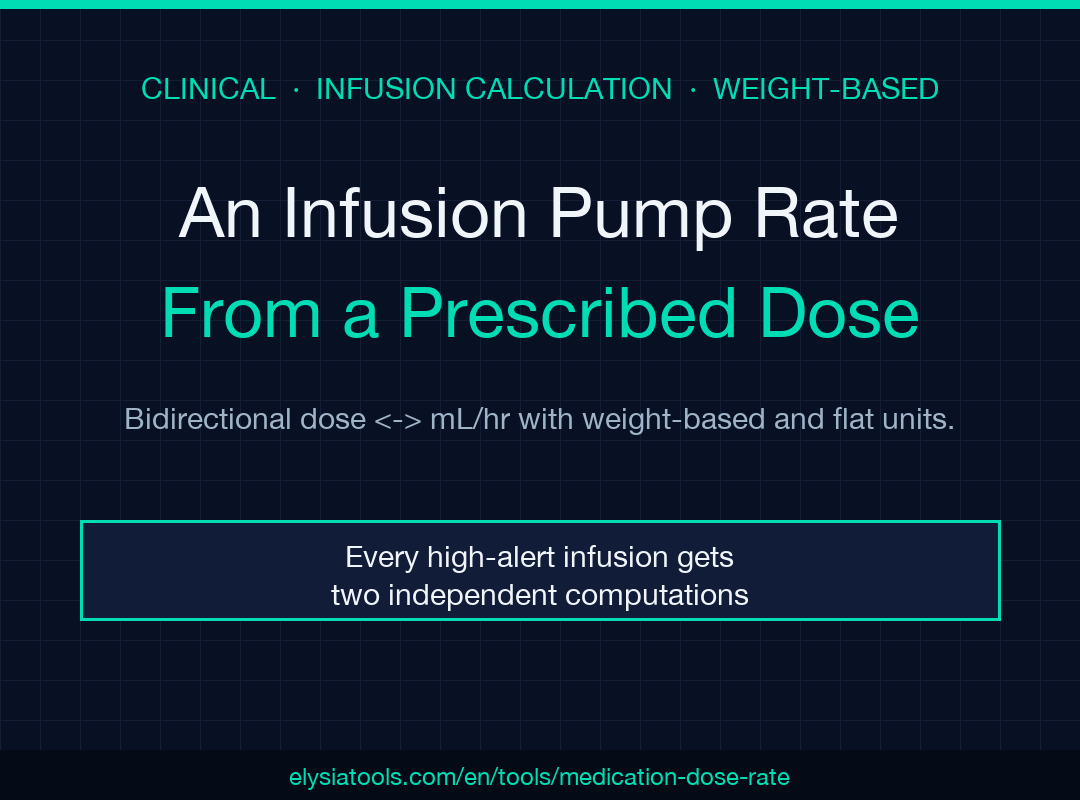 CLINICAL · INFUSION CALCULATION · WEIGHT-BASED
An Infusion Pump Rate
From a Prescribed Dose
Bidirectional dose <-> mL/hr with weight-based and flat units.
Every high-alert infusion gets
two independent computations
elysiatools.com/en/tools/medication-dose-rate